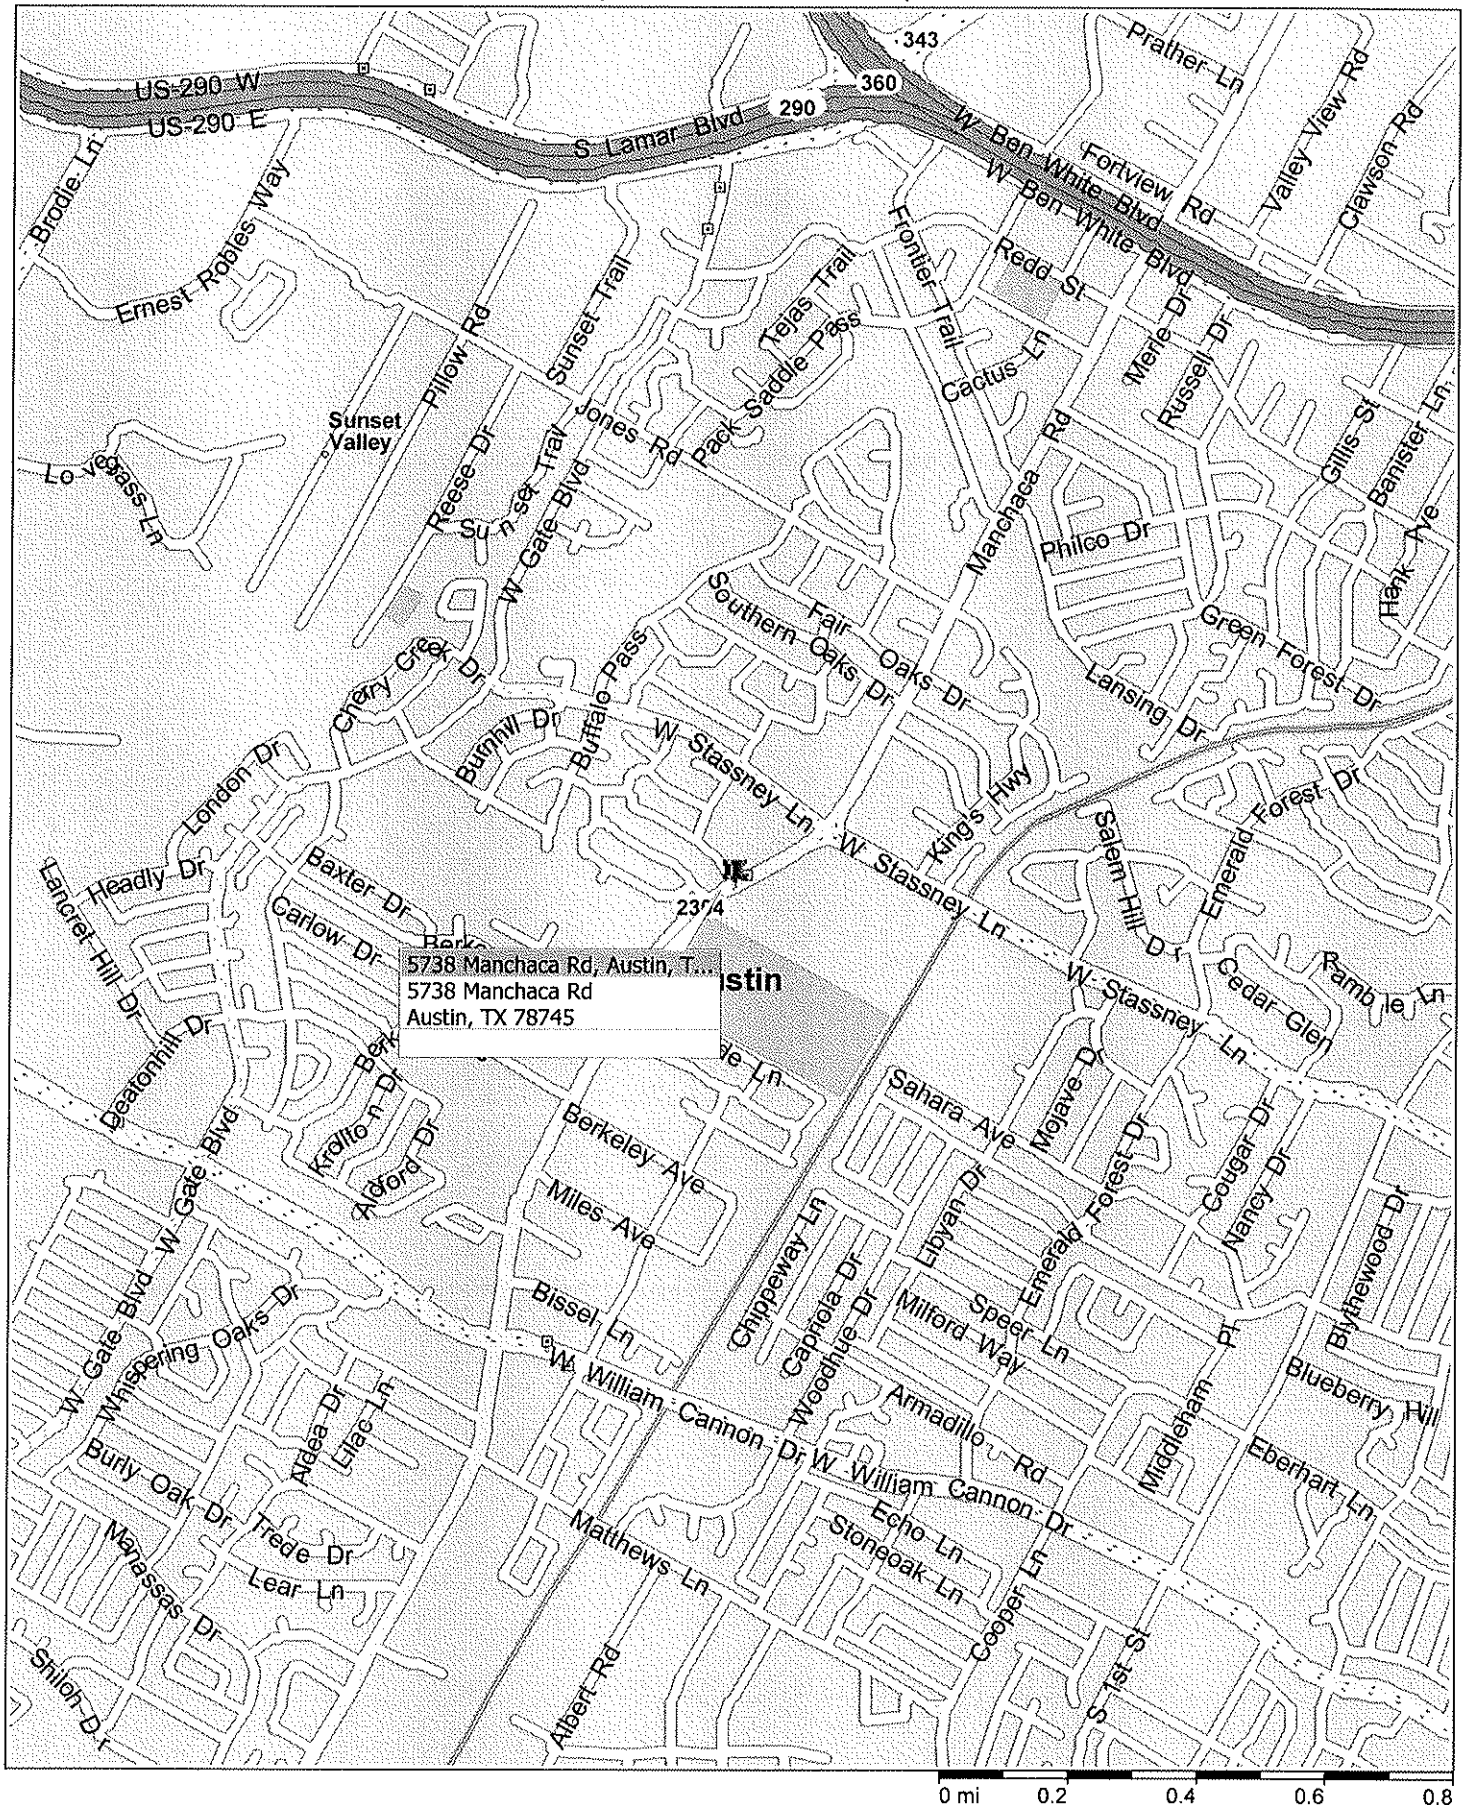 343
Prather Ln
US-290 W
360
290
US-290 E
S Lamar Blvd
W Ben White Blvd
Fortview Rd
Valley View Rd
Clawson Rd
W Ben White Blvd
Brodie Ln
Ernest Robles Way
Frontier Trail
Redd St
Tejas Trail
Merle Dr
Russell Dr
Pillow Rd
Sunset Trail
Pack Saddle Pass
Cactus Ln
Sunset
Valley
Jones Rd
Manchaca Rd
Gillis St
Banister Ln
Reese Dr
Sunset Trail
W Gate Blvd
Philco Dr
Hank Ave
Southern Oaks Dr
Fair Oaks Dr
Green Forest Dr
Cherry Creek Dr
Buffalo Pass
Lansing Dr
Burnhill Dr
W Stassney Ln
London Dr
King's Hwy
Emerald Forest Dr
Salem Hill Dr
W Stassney Ln
Headly Dr
Baxter Dr
Lancret Hill Dr
Carlow Dr
2304
5738 Manchaca Rd, Austin, T...
5738 Manchaca Rd
Austin, TX 78745
W Stassney Ln
Cedar Glen
Ramble Ln
Deatonhill Dr
Sahara Ave
Mojave Dr
Berkeley Ave
Alford Dr
Miles Ave
W Gate Blvd
W Gate Blvd
Cougar Dr
Nancy Dr
Libyan Dr
Emerald Forest Dr
Blythewood Dr
Chippeway Ln
Capriola Dr
Woodhue Dr
Bissel Ln
Milford Way
Speer Ln
Whispering Oaks Dr
W William Cannon Dr
Armadillo Rd
Middleham Pl
Blueberry Hill
Eberhart Ln
Aldea Dr
Lilac Ln
Burly Oak Dr
W William Cannon Dr
Echo Ln
Stoneoak Ln
Trede Dr
Lear Ln
Manassas Dr
Matthews Ln
Cooper Ln
S 1st St
Albert Rd
Shiloh Dr
0 mi 0.2 0.4 0.6 0.8